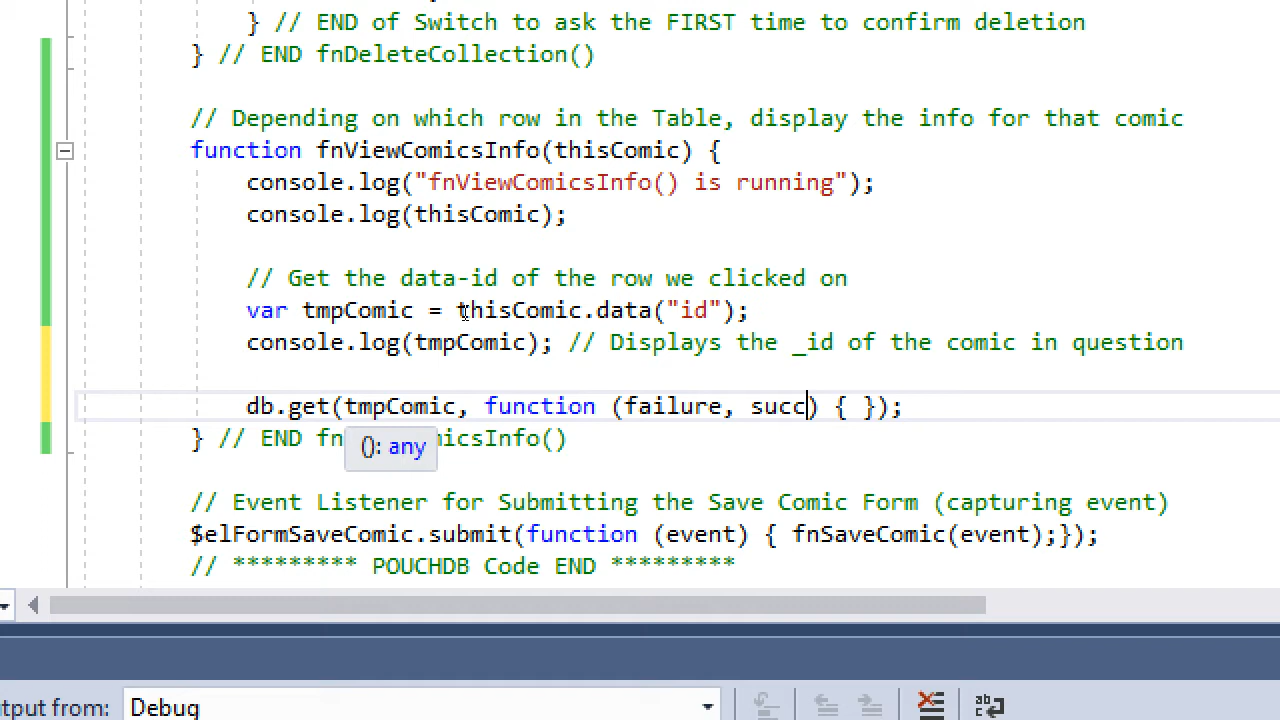 } // END of Switch to ask the FIRST time to confirm deletion
} // END fnDeleteCollection()
// Depending on which row in the Table, display the info for that comic
function fnViewComicsInfo(thisComic) {
console.log("fnViewComicsInfo() is running");
console.log(thisComic);
// Get the data-id of the row we clicked on
var tmpComic = thisComic.data("id");
console.log(tmpComic); // Displays the _id of the comic in question
db.get(tmpComic, function (failure, succ) { });
} // END fn
(): any
micsInfo()
// Event Listener for Submitting the Save Comic Form (capturing event)
$elFormSaveComic.submit(function (event) { fnSaveComic(event);});
// ********* POUCHDB Code END *********
tput from:
Debug